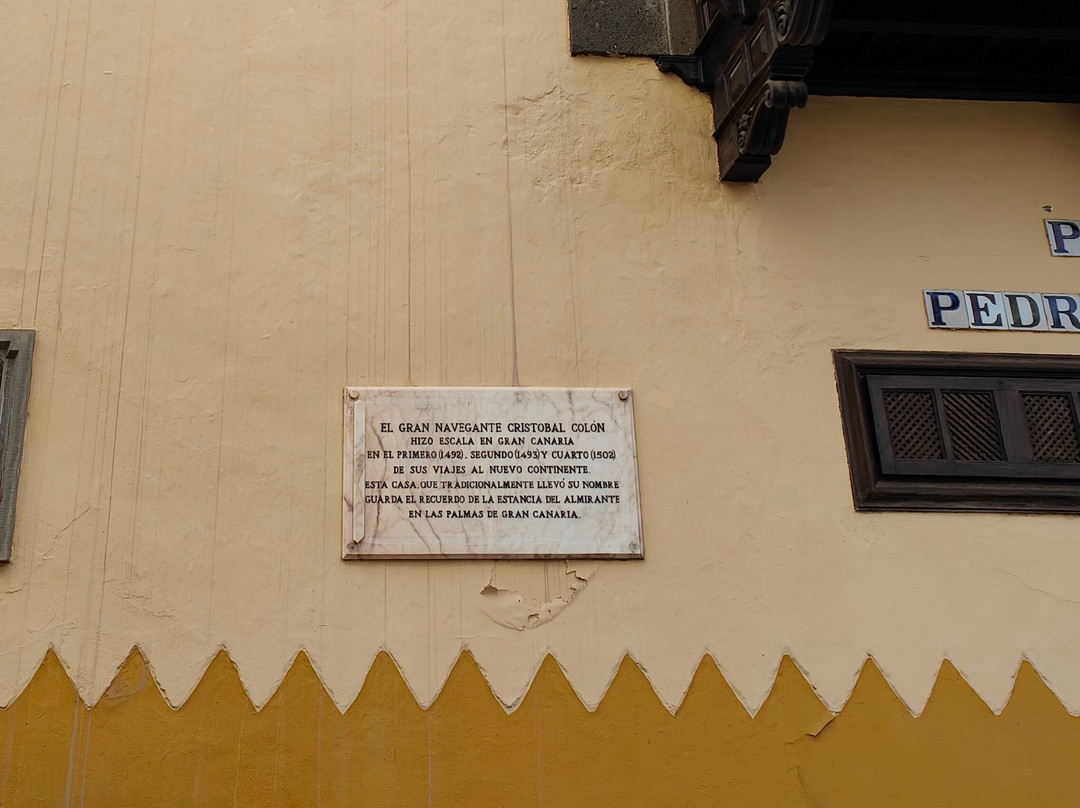 EL GRAN NAVEGANTE CRISTOBAL COLÓN
HIZO ESCALA EN GRAN CANARIA
EN EL PRIMERO (1492), SEGUNDO (1493) Y CUARTO (1502)
DE SUS VIAJES AL NUEVO CONTINENTE.
ESTA CASA, QUE TRADICIONALMENTE LLEVÓ SU NOMBRE
GUARDA EL RECUERDO DE LA ESTANCIA DEL ALMIRANTE
EN LAS PALMAS DE GRAN CANARIA.
P
PEDR